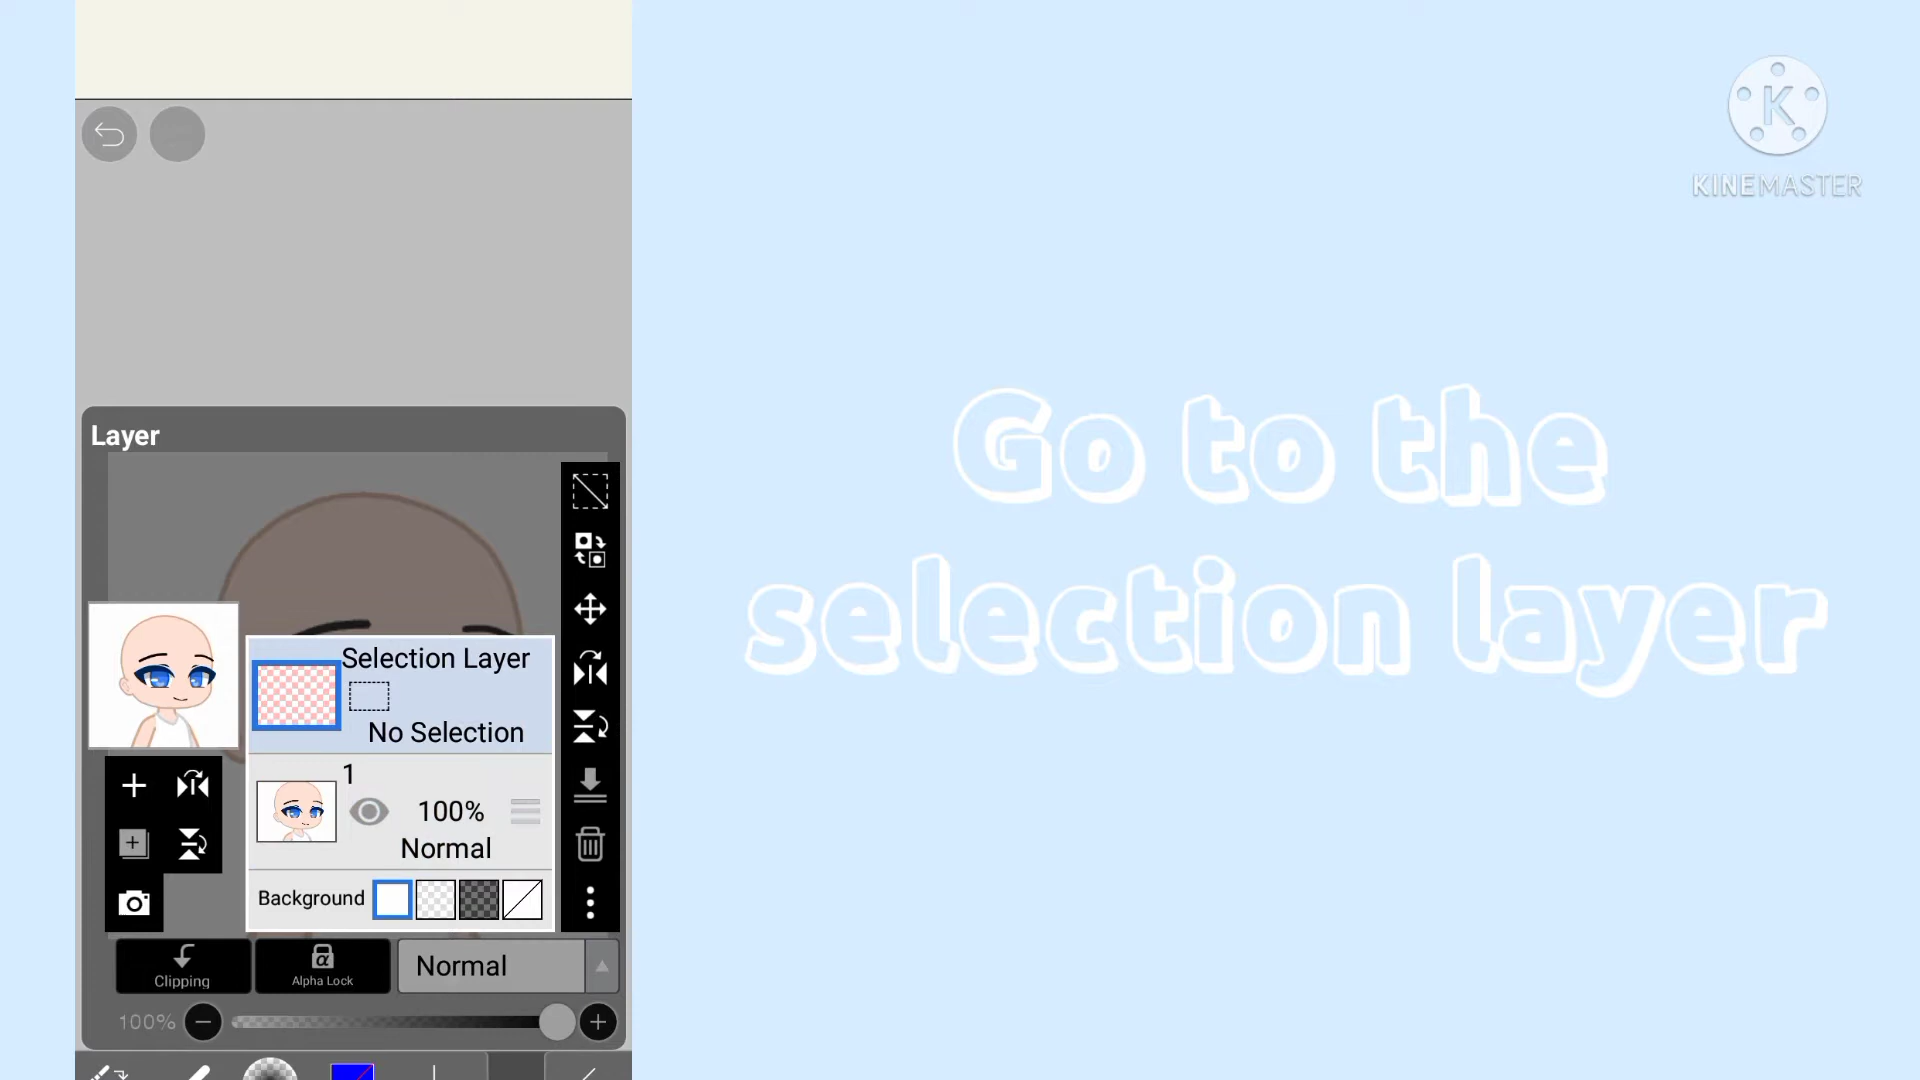 K
KINEMASTER
Go to the
selection layer
Layer
Selection Layer
No Selection
1
100%
Normal
Background
Clipping
α
Alpha Lock
Normal
100%